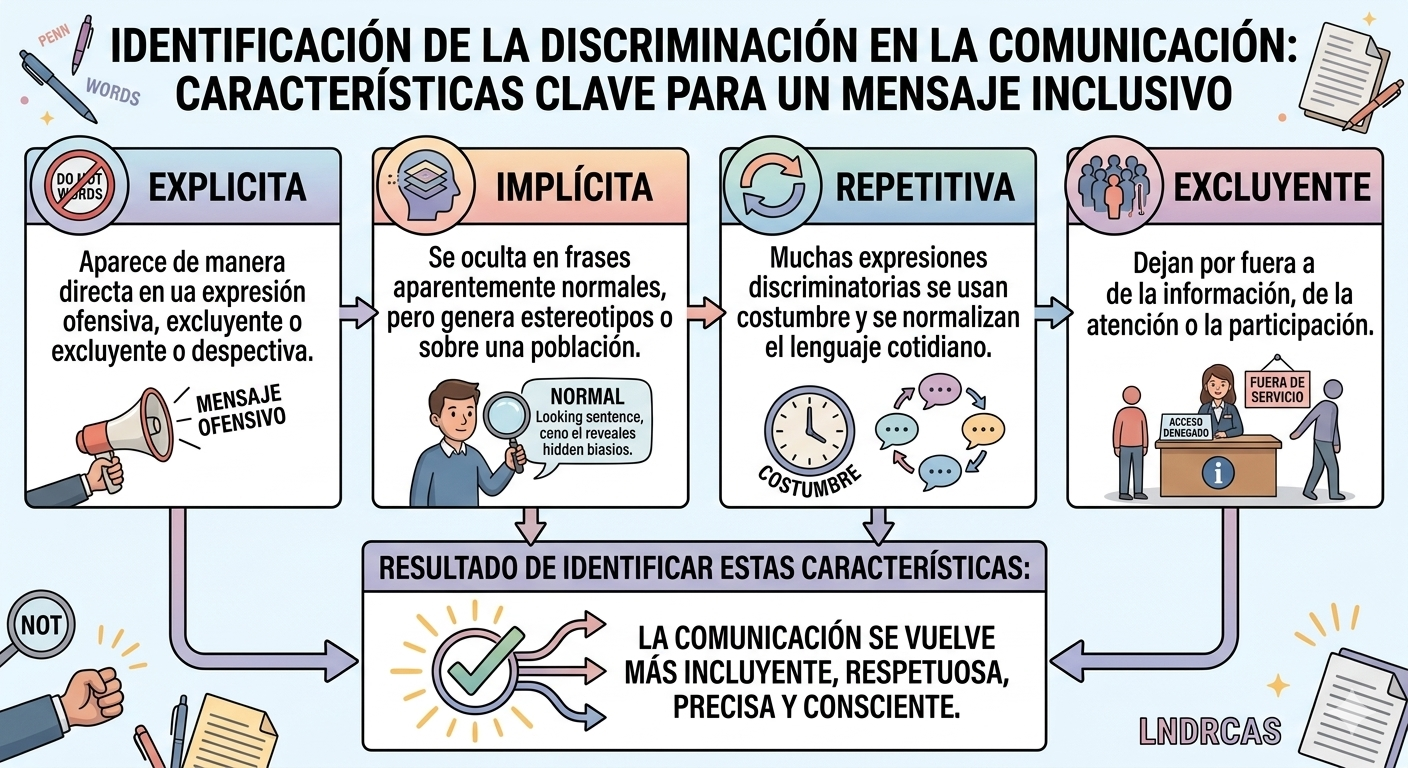 PENN
WORDS
IDENTIFICACIÓN DE LA DISCRIMINACIÓN EN LA COMUNICACIÓN:
CARACTERÍSTICAS CLAVE PARA UN MENSAJE INCLUSIVO
DO NOT
WORDS
EXPLICITA
Aparece de manera
directa en ua expresión
ofensiva, excluyente o
excluyente o despectiva.
MENSAJE
OFENSIVO
IMPLÍCITA
Se oculta en frases
aparentemente normales,
pero genera estereotipos o
sobre una población.
NORMAL
Looking sentence,
ceno el reveales
hidden biasios.
REPETITIVA
Muchas expresiones
discriminatorias se usan
costumbre y se normalizan
el lenguaje cotidiano.
COSTUMBRE
EXCLUYENTE
Dejan por fuera a
de la información, de la
atención o la participación.
FUERA DE
SERVICIO
ACCESO
DENEGADO
i
RESULTADO DE IDENTIFICAR ESTAS CARACTERÍSTICAS:
LA COMUNICACIÓN SE VUELVE
MÁS INCLUYENTE, RESPETUOSA,
PRECISA Y CONSCIENTE.
NOT
LNDRCAS